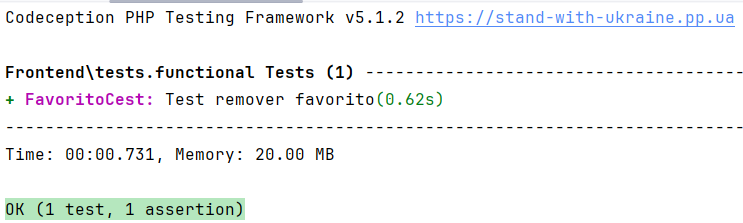 Codeception PHP Testing Framework v5.1.2 https://stand-with-ukraine.pp.ua
Frontend\tests.functional Tests (1) --------------------------------------
+ FavoritoCest: Test remover favorito(0.62s)
--------------------------------------------------------------------------
Time: 00:00.731, Memory: 20.00 MB
OK (1 test, 1 assertion)